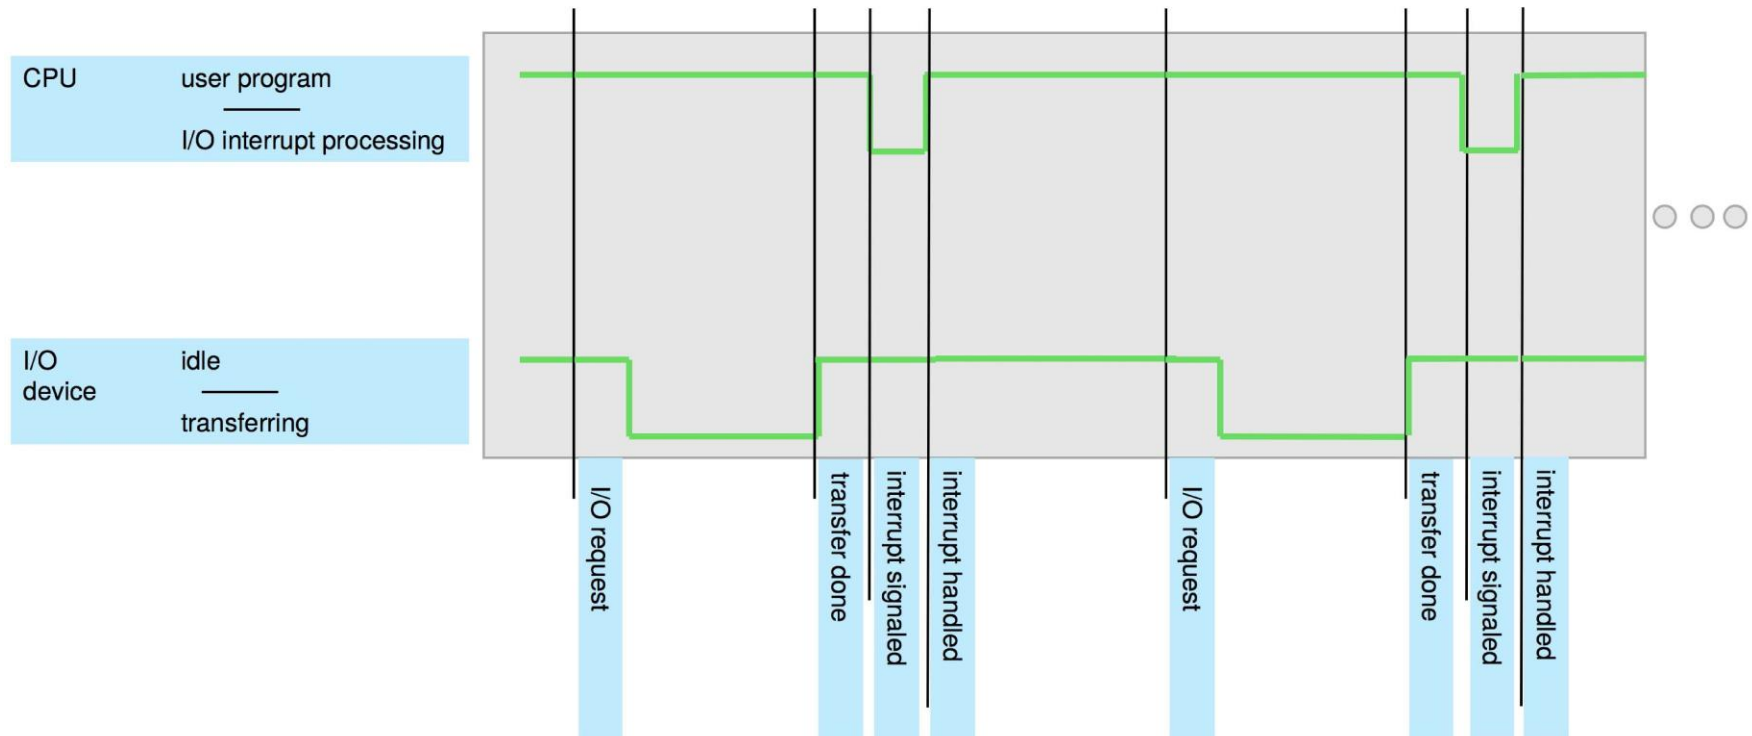 CPU
user program
I/O interrupt processing
I/O
device
idle
transferring
I/O request
transfer done
interrupt signaled
interrupt handled
I/O request
transfer done
interrupt signaled
interrupt handled